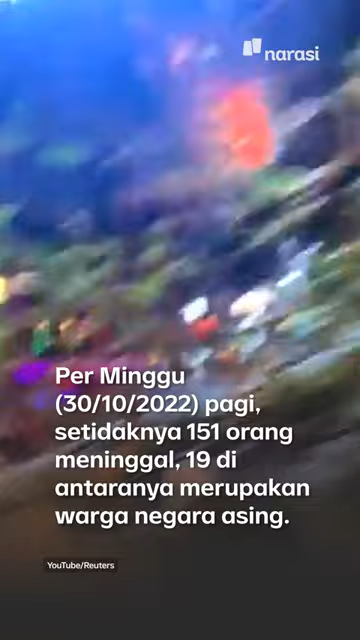 narasi
Per Minggu
(30/10/2022) pagi,
setidaknya 151 orang
meninggal, 19 di
antaranya merupakan
warga negara asing.
YouTube/Reuters